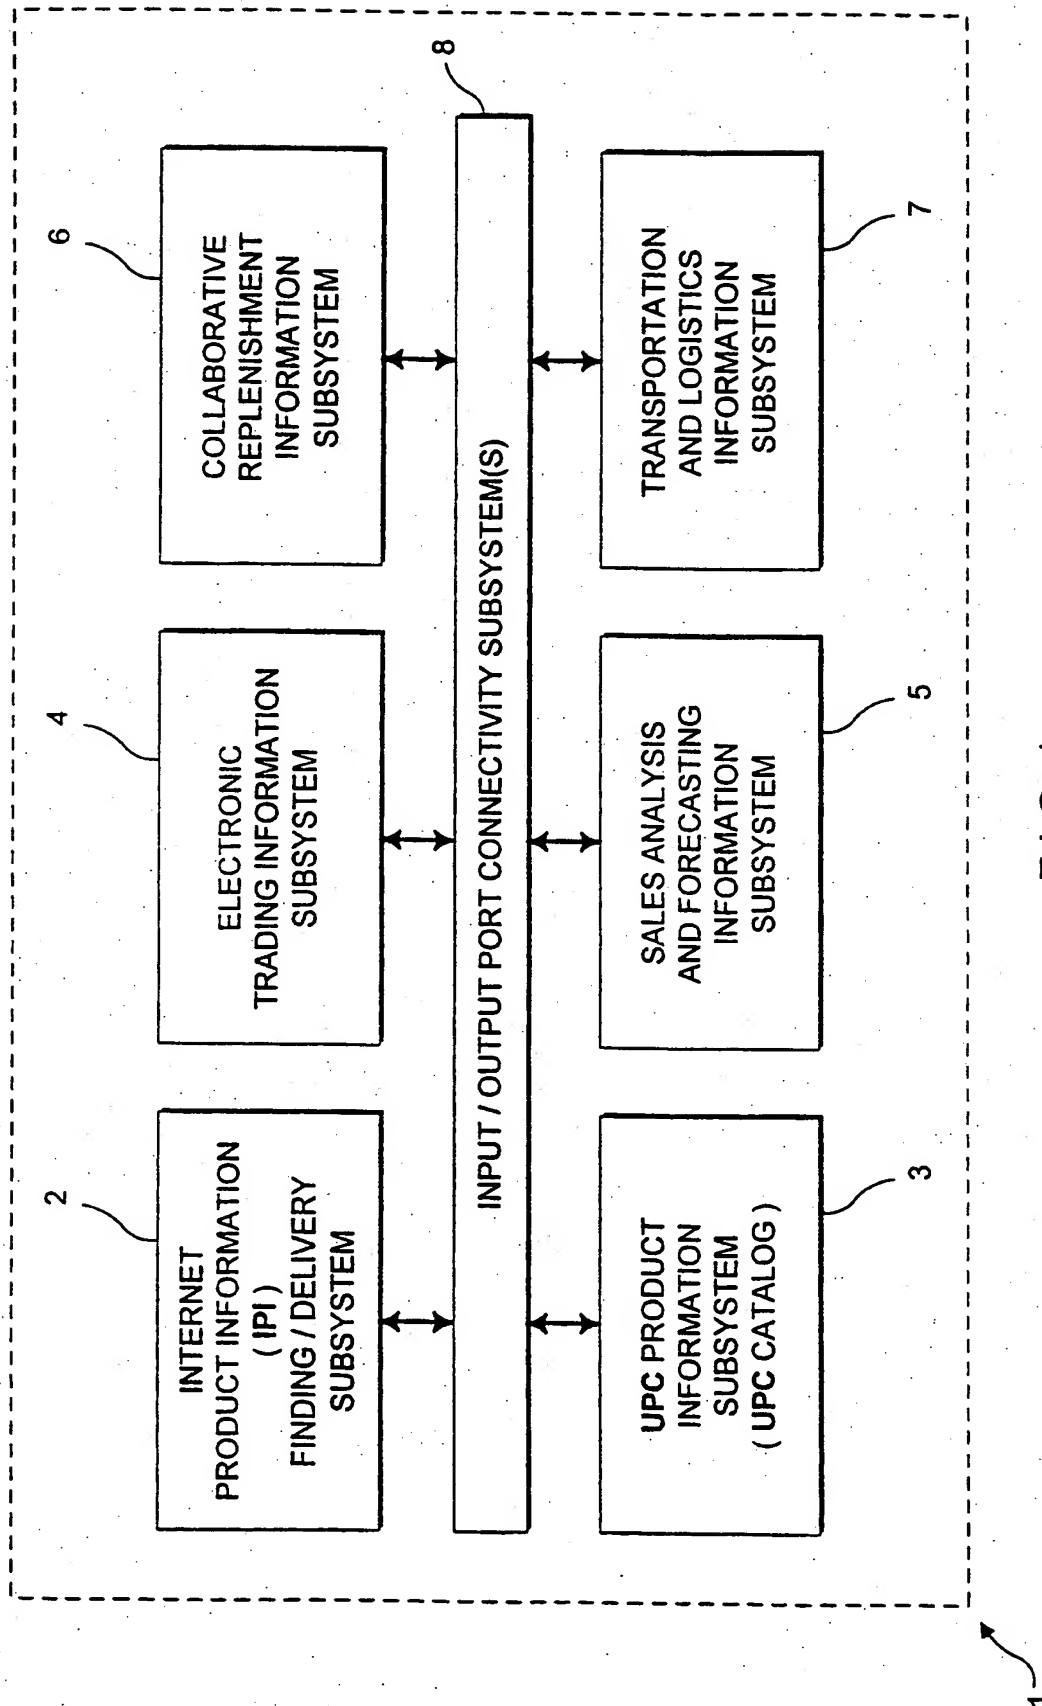 2
INTERNET
PRODUCT INFORMATION
( IPI )
FINDING / DELIVERY
SUBSYSTEM
4
ELECTRONIC
TRADING INFORMATION
SUBSYSTEM
6
COLLABORATIVE
REPLENISHMENT
INFORMATION
SUBSYSTEM
8
INPUT / OUTPUT PORT CONNECTIVITY SUBSYSTEM(S)
UPC PRODUCT
INFORMATION
SUBSYSTEM
( UPC CATALOG )
3
SALES ANALYSIS
AND FORECASTING
INFORMATION
SUBSYSTEM
5
TRANSPORTATION
AND LOGISTICS
INFORMATION
SUBSYSTEM
7
1